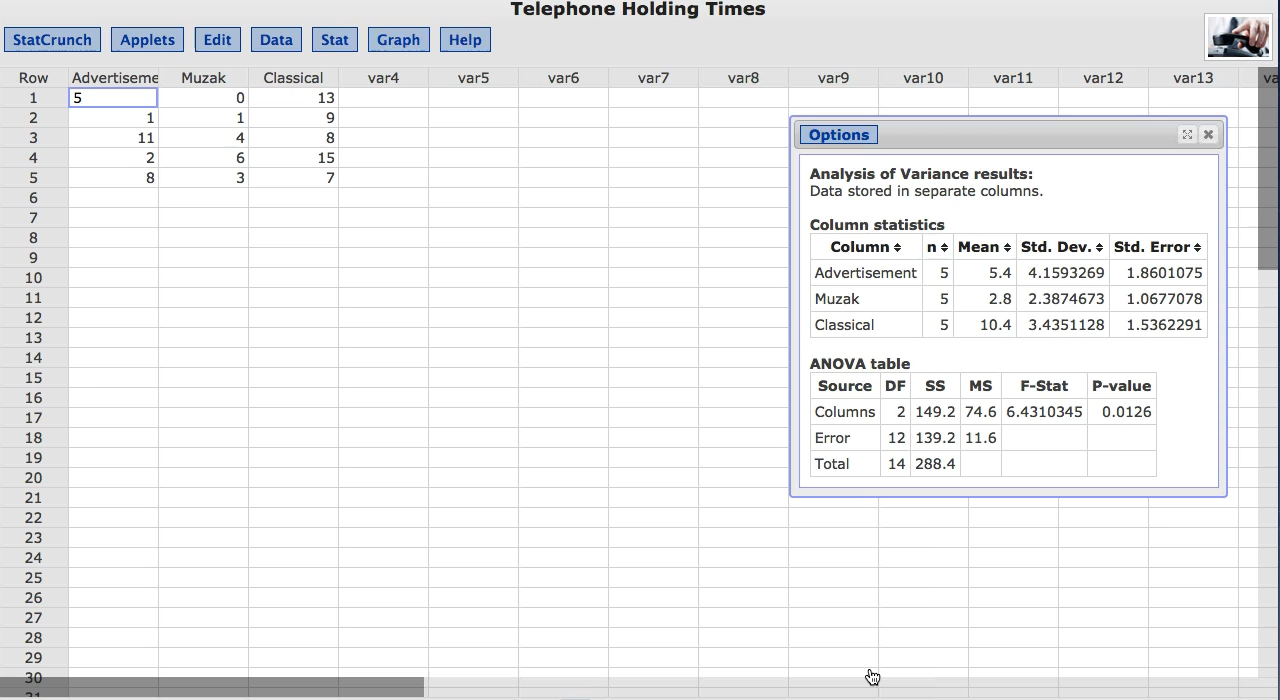 Telephone Holding Times
StatCrunch Applets Edit Data Stat Graph Help
Row Advertiseme Muzak Classical var4 var5 var6 var7 var8 var9 var10 var11 var12 var13 va
1 5 0 13
2 1 1 9
3 11 4 8
4 2 6 15
5 8 3 7
6
7
8
9
10
11
12
13
14
15
16
17
18
19
20
21
22
23
24
25
26
27
28
29
30
31
Options
Analysis of Variance results:
Data stored in separate columns.
Column statistics
Column n Mean Std. Dev. Std. Error
Advertisement 5 5.4 4.1593269 1.8601075
Muzak 5 2.8 2.3874673 1.0677078
Classical 5 10.4 3.4351128 1.5362291
ANOVA table
Source DF SS MS F-Stat P-value
Columns 2 149.2 74.6 6.4310345 0.0126
Error 12 139.2 11.6
Total 14 288.4